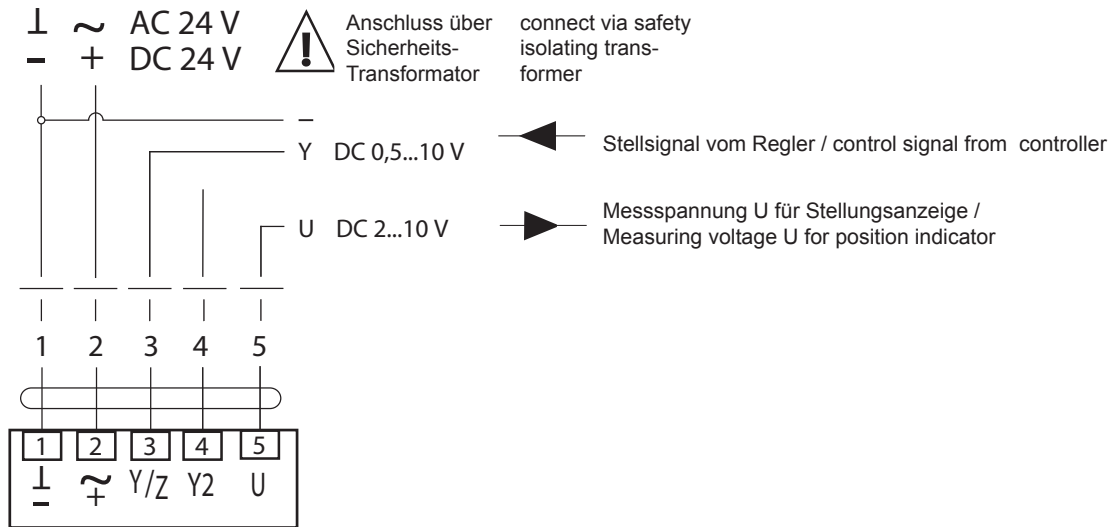 ⊥ ~ AC 24 V
- + DC 24 V
!
Anschluss über
Sicherheits-
Transformator
connect via safety
isolating trans-
former
–
Y DC 0,5...10 V
Stellsignal vom Regler / control signal from controller
U DC 2...10 V
Messspannung U für Stellungsanzeige /
Measuring voltage U for position indicator
1 2 3 4 5
1 2 3 4 5
⊥ ~ Y/Z Y2 U
- +